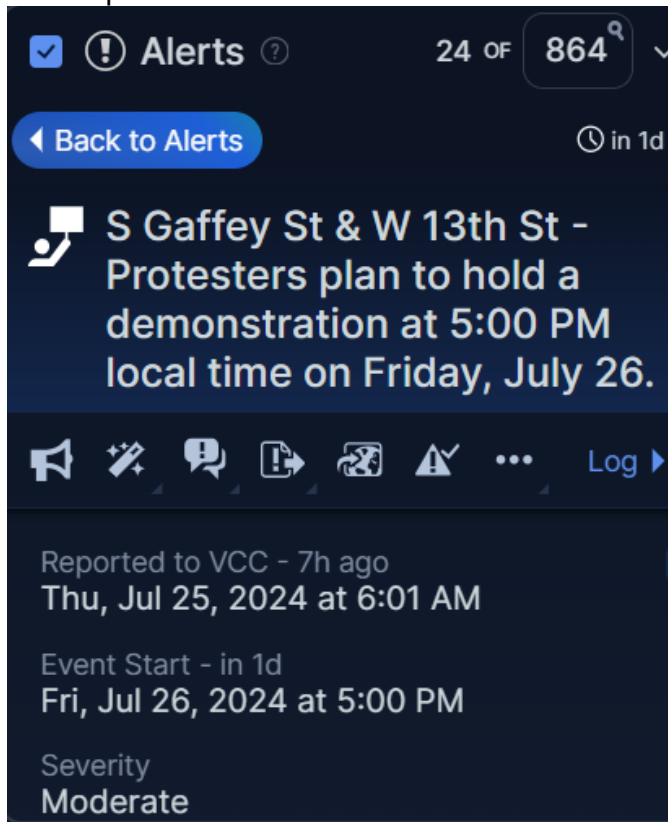 Alerts ?
24 OF 864
Back to Alerts
in 1d
S Gaffey St & W 13th St -
Protesters plan to hold a
demonstration at 5:00 PM
local time on Friday, July 26.
Log
Reported to VCC - 7h ago
Thu, Jul 25, 2024 at 6:01 AM
Event Start - in 1d
Fri, Jul 26, 2024 at 5:00 PM
Severity
Moderate